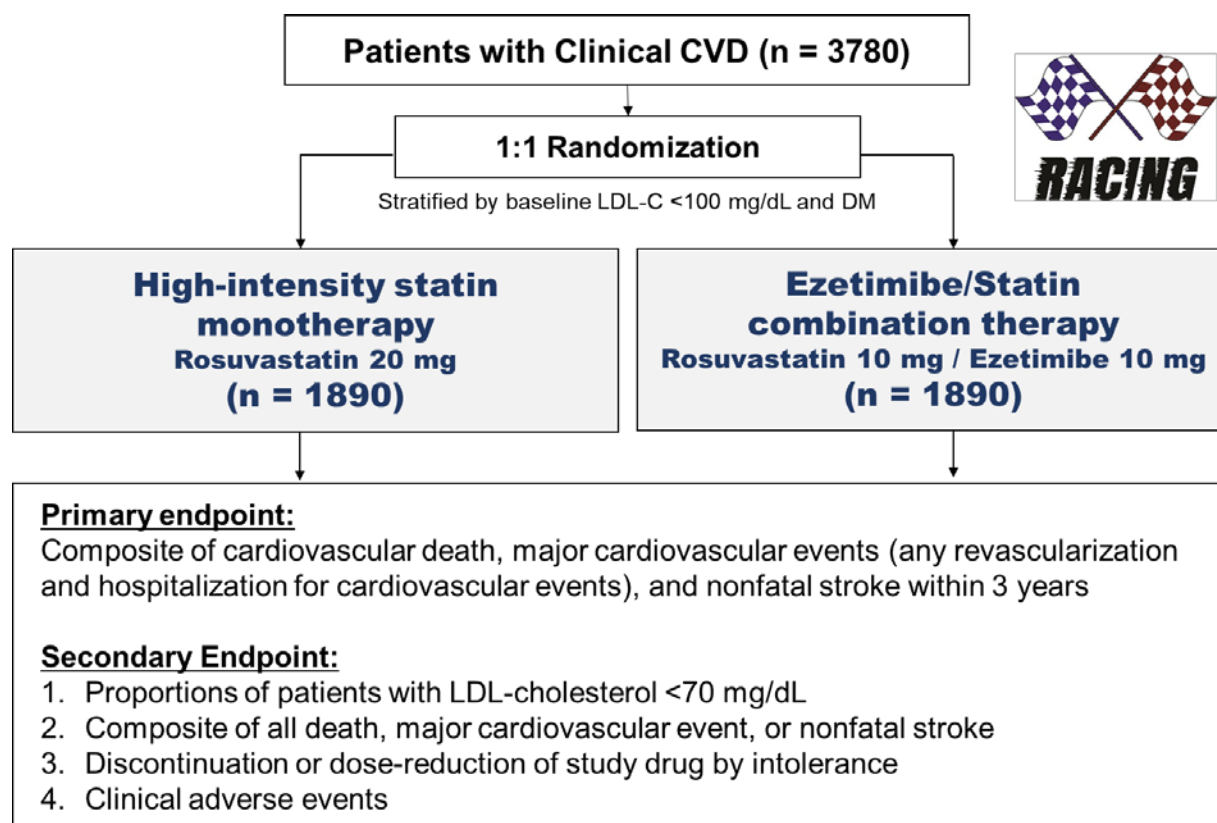 Patients with Clinical CVD (n = 3780)
RACING
1:1 Randomization
Stratified by baseline LDL-C <100 mg/dL and DM
High-intensity statin
monotherapy
Rosuvastatin 20 mg
(n = 1890)
Ezetimibe/Statin
combination therapy
Rosuvastatin 10 mg / Ezetimibe 10 mg
(n = 1890)
Primary endpoint:
Composite of cardiovascular death, major cardiovascular events (any revascularization
and hospitalization for cardiovascular events), and nonfatal stroke within 3 years
Secondary Endpoint:
1. Proportions of patients with LDL-cholesterol <70 mg/dL
2. Composite of all death, major cardiovascular event, or nonfatal stroke
3. Discontinuation or dose-reduction of study drug by intolerance
4. Clinical adverse events